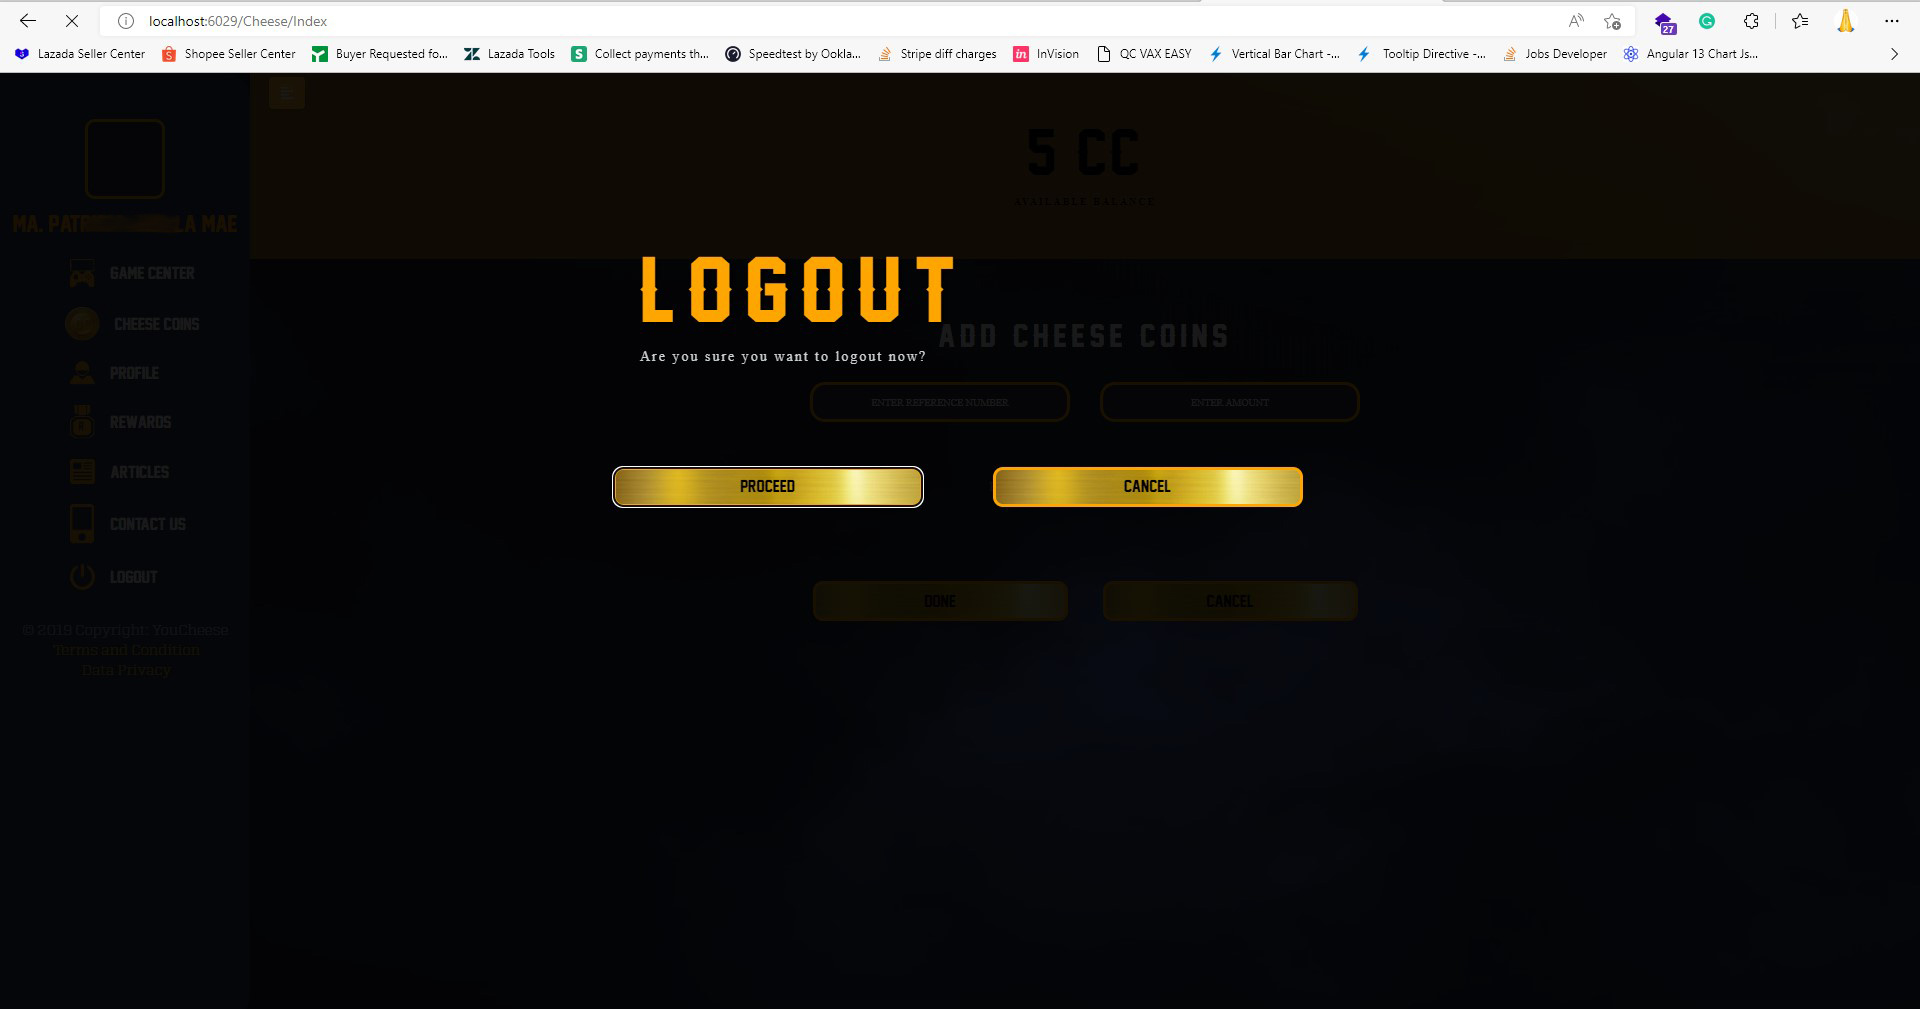 localhost:6029/Cheese/Index
Lazada Seller Center
Shopee Seller Center
Buyer Requested fo...
Lazada Tools
Collect payments th...
Speedtest by Ookla...
Stripe diff charges
InVision
QC VAX EASY
Vertical Bar Chart -...
Tooltip Directive -...
Jobs Developer
Angular 13 Chart Js...
27
MA. PAT
LA MAE
GAME CENTER
CHEESE COINS
PROFILE
REWARDS
ARTICLES
CONTACT US
LOGOUT
© 2019 Copyright: YouCheese
Terms and Condition
Data Privacy
5 CC
AVAILABLE BALANCE
LOGOUT
Are you sure you want to logout now?
ADD CHEESE COINS
ENTER REFERENCE NUMBER
ENTER AMOUNT
PROCEED
CANCEL
DONE
CANCEL